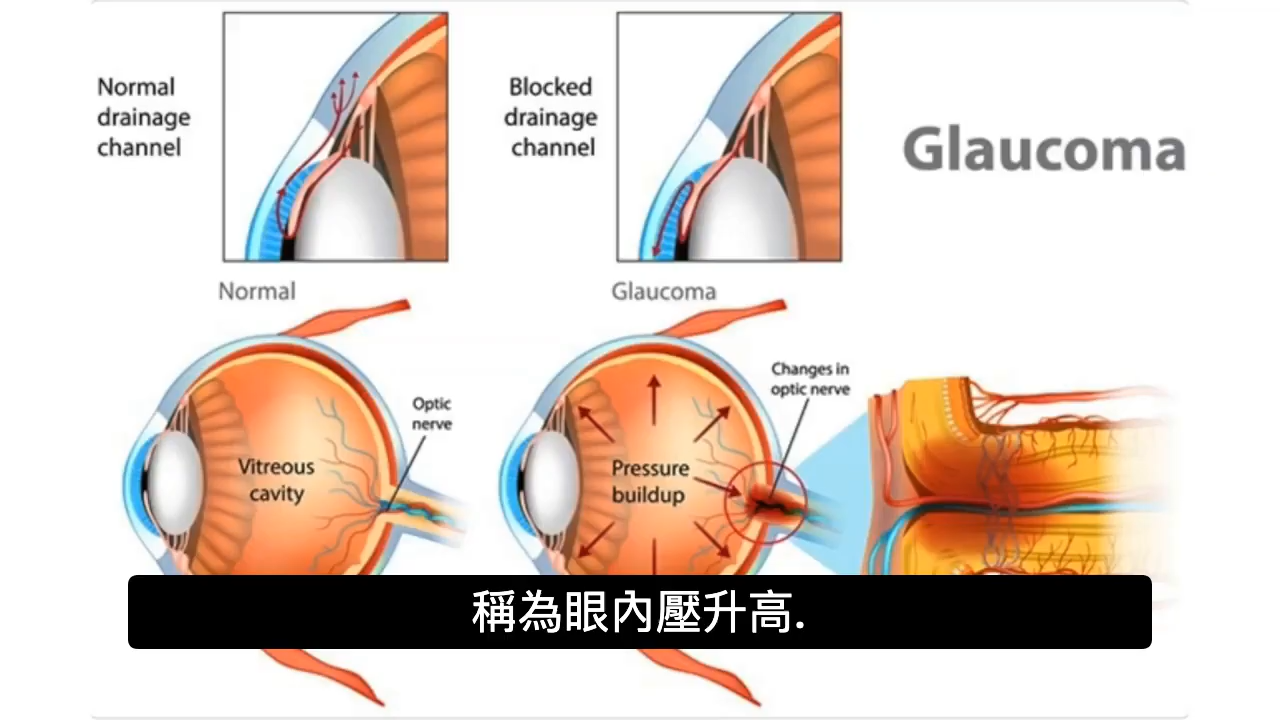 Normal
drainage
channel
Blocked
drainage
channel
Glaucoma
Normal
Glaucoma
Optic
nerve
Vitreous
cavity
Changes in
optic nerve
Pressure
buildup
稱為眼內壓升高.